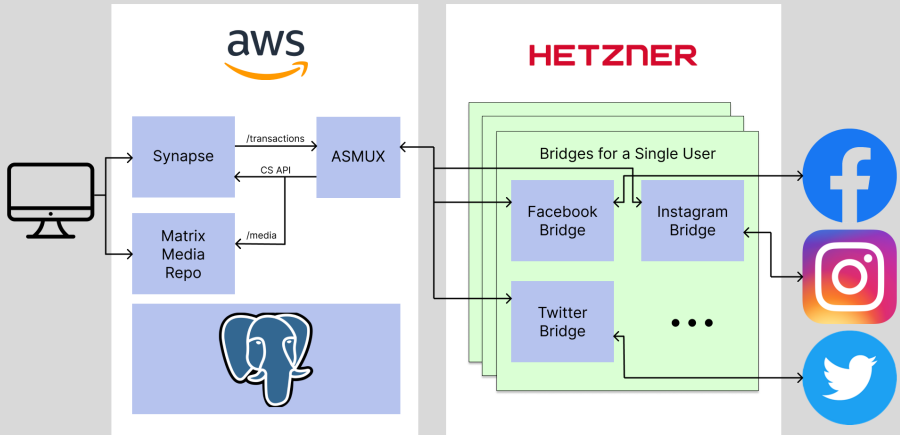 aws
HETZNER
Synapse
/transactions
ASMUX
CS API
Matrix
Media
Repo
/media
Bridges for a Single User
Facebook
Bridge
Instagram
Bridge
Twitter
Bridge